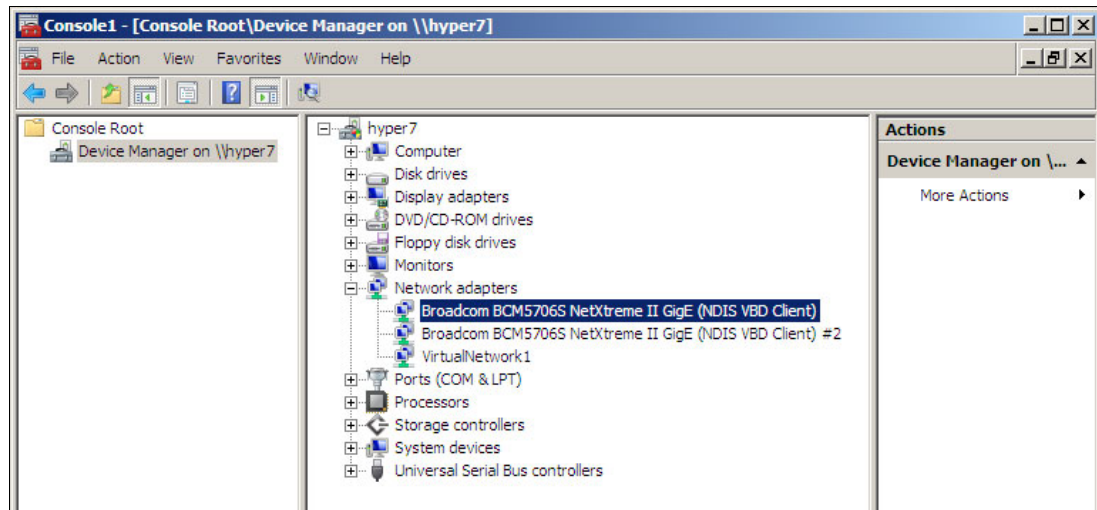 Console1 - [Console Root\Device Manager on \\hyper7]
File Action View Favorites Window Help
Console Root
Device Manager on \\hyper7
hyper7
Computer
Disk drives
Display adapters
DVD/CD-ROM drives
Floppy disk drives
Monitors
Network adapters
Broadcom BCM5706S NetXtreme II GigE (NDIS VBD Client)
Broadcom BCM5706S NetXtreme II GigE (NDIS VBD Client) #2
VirtualNetwork1
Ports (COM & LPT)
Processors
Storage controllers
System devices
Universal Serial Bus controllers
Actions
Device Manager on \...
More Actions